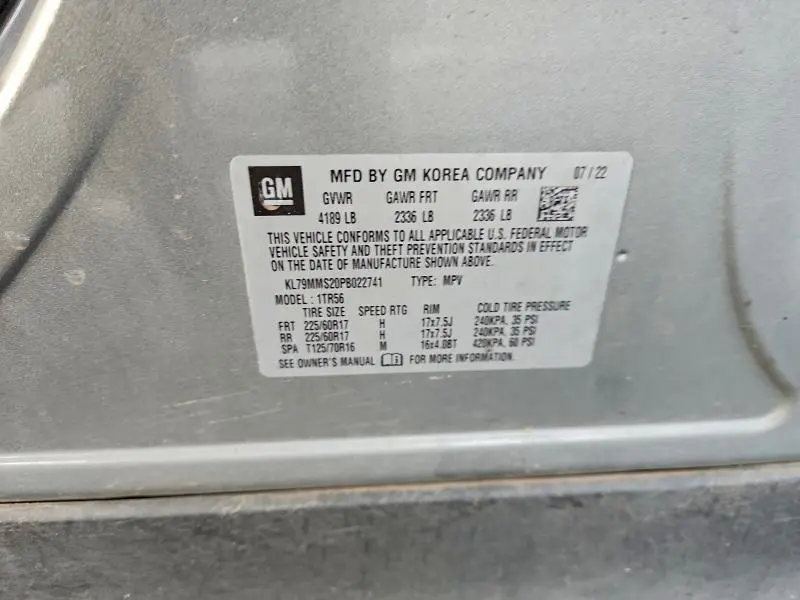 GM
MFD BY GM KOREA COMPANY 07/22
GVWR GAWR FRT GAWR RR
4189 LB 2336 LB 2336 LB
THIS VEHICLE CONFORMS TO ALL APPLICABLE U.S. FEDERAL MOTOR
VEHICLE SAFETY AND THEFT PREVENTION STANDARDS IN EFFECT
ON THE DATE OF MANUFACTURE SHOWN ABOVE.
KL79MMS20PB022741 TYPE: MPV
MODEL : 1TR56
TIRE SIZE SPEED RTG RIM COLD TIRE PRESSURE
FRT 225/60R17 H 17x7.5J 240KPA, 35 PSI
RR 225/60R17 H 17x7.5J 240KPA, 35 PSI
SPA T125/70R16 M 16x4.0BT 420KPA, 60 PSI
SEE OWNER'S MANUAL FOR MORE INFORMATION.